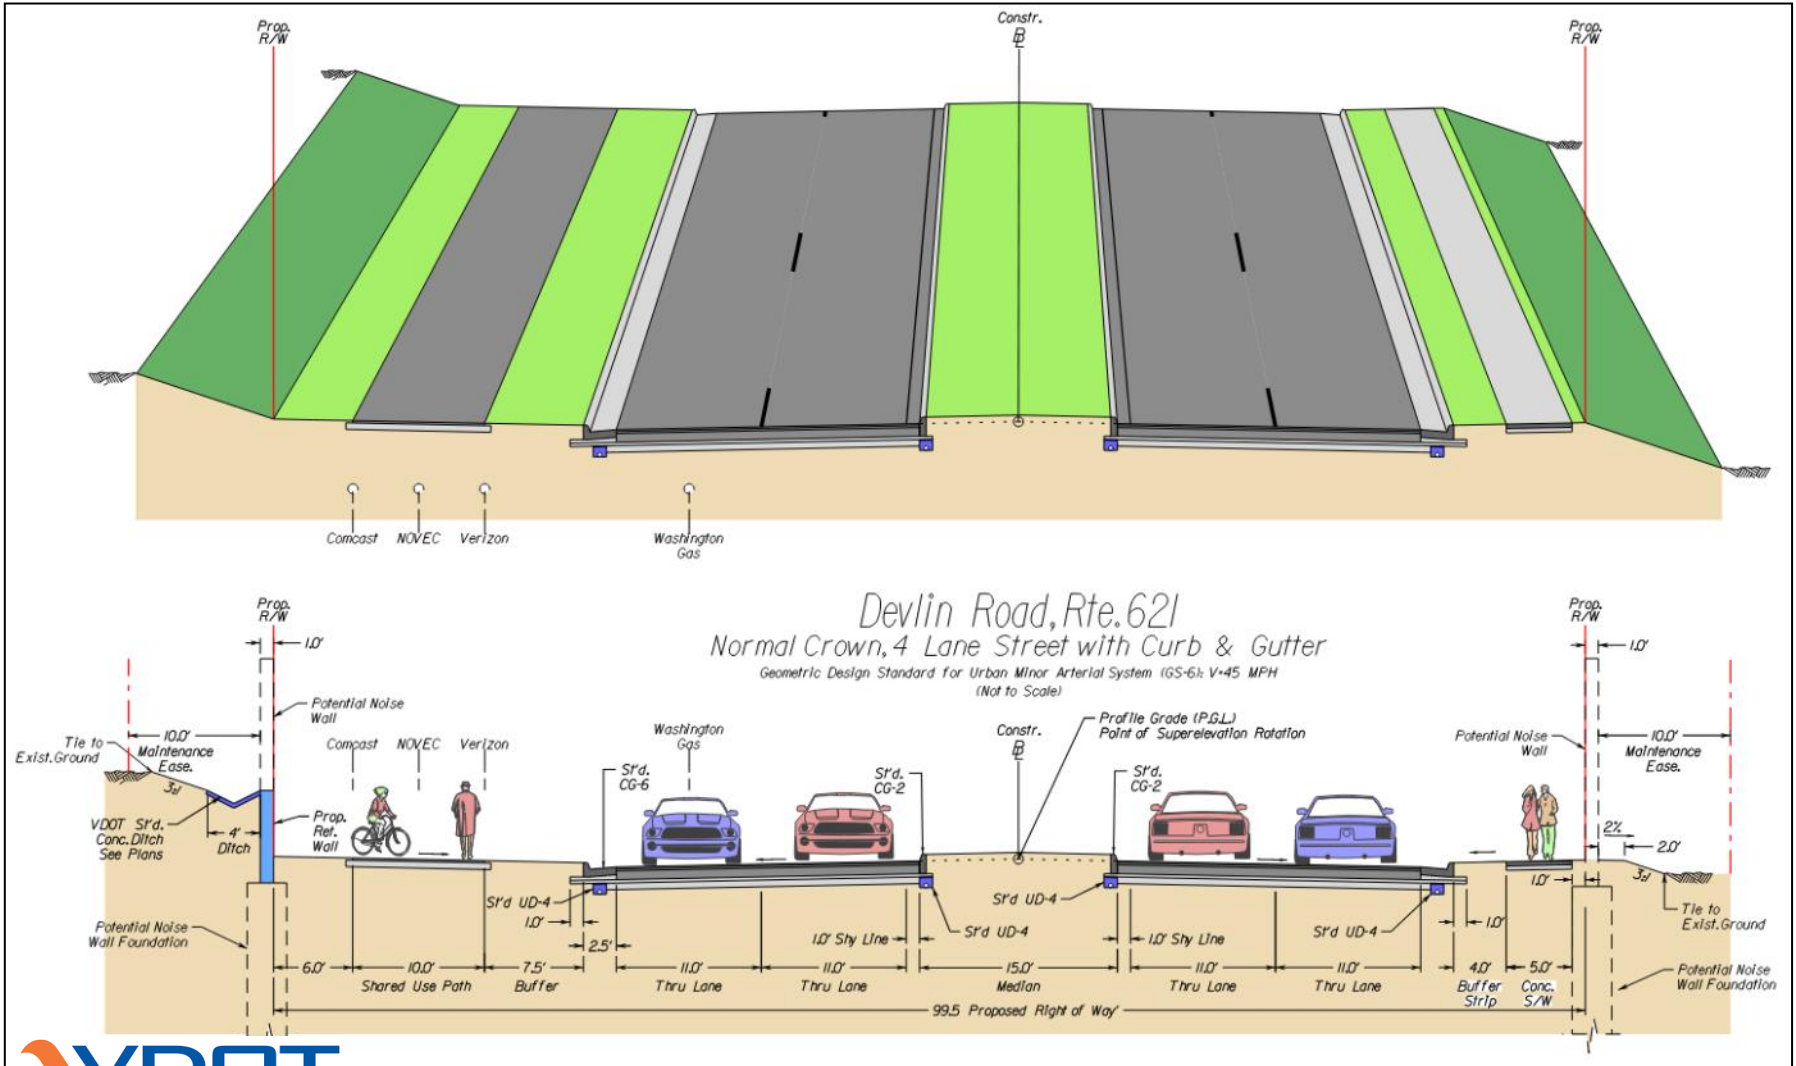 Prop.
R/W
Constr.
BL
Prop.
R/W
Comcast
NOVEC
Verizon
Washington
Gas
Devlin Road, Rte. 621
Normal Crown, 4 Lane Street with Curb & Gutter
Geometric Design Standard for Urban Minor Arterial System (GS-6): V=45 MPH
(Not to Scale)
Prop.
R/W
1.0'
Prop.
R/W
1.0'
Potential Noise
Wall
10.0'
Maintenance
Ease.
Tie to
Exist. Ground
3:1
VDOT St'd.
Conc. Ditch
See Plans
4'
Ditch
Prop.
Ret.
Wall
Comcast
NOVEC
Verizon
Washington
Gas
St'd.
CG-6
St'd.
CG-2
Constr.
BL
Profile Grade (P.G.L.)
Point of Superelevation Rotation
St'd.
CG-2
Potential Noise
Wall
10.0'
Maintenance
Ease.
2%
2.0'
3:1
1.0'
Tie to
Exist. Ground
Potential Noise
Wall Foundation
St'd UD-4
1.0'
2.5'
1.0' Shy Line
St'd UD-4
St'd UD-4
1.0' Shy Line
St'd UD-4
1.0'
Potential Noise
Wall Foundation
6.0'
10.0'
Shared Use Path
7.5'
Buffer
11.0'
Thru Lane
11.0'
Thru Lane
15.0'
Median
11.0'
Thru Lane
11.0'
Thru Lane
4.0'
Buffer
Strip
5.0'
Conc.
S/W
99.5 Proposed Right of Way'
VDOT